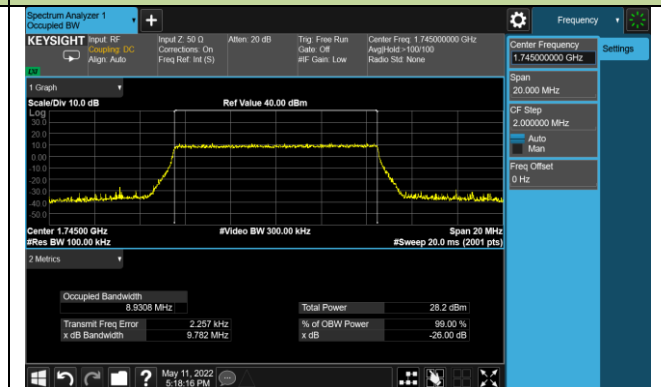 Spectrum Analyzer 1
Occupied BW
+
Frequency
KEYSIGHT
Input: RF
Coupling: DC
Align: Auto
Input Z: 50 Ω
Corrections: On
Freq Ref: Int (S)
Atten: 20 dB
Trig: Free Run
Gate: Off
#IF Gain: Low
Center Freq: 1.745000000 GHz
Avg|Hold:>100/100
Radio Std: None
Center Frequency
1.745000000 GHz
Settings
Span
20.000 MHz
CF Step
2.000000 MHz
Auto
Man
Freq Offset
0 Hz
1 Graph
Scale/Div 10.0 dB
Ref Value 40.00 dBm
Log
30.0
20.0
10.0
0.00
-10.0
-20.0
-30.0
-40.0
-50.0
Center 1.74500 GHz
#Video BW 300.00 kHz
Span 20 MHz
#Res BW 100.00 kHz
#Sweep 20.0 ms (2001 pts)
2 Metrics
Occupied Bandwidth
8.9308 MHz
Total Power
28.2 dBm
Transmit Freq Error
2.257 kHz
% of OBW Power
99.00 %
x dB Bandwidth
9.782 MHz
x dB
-26.00 dB
?
May 11, 2022
5:18:16 PM